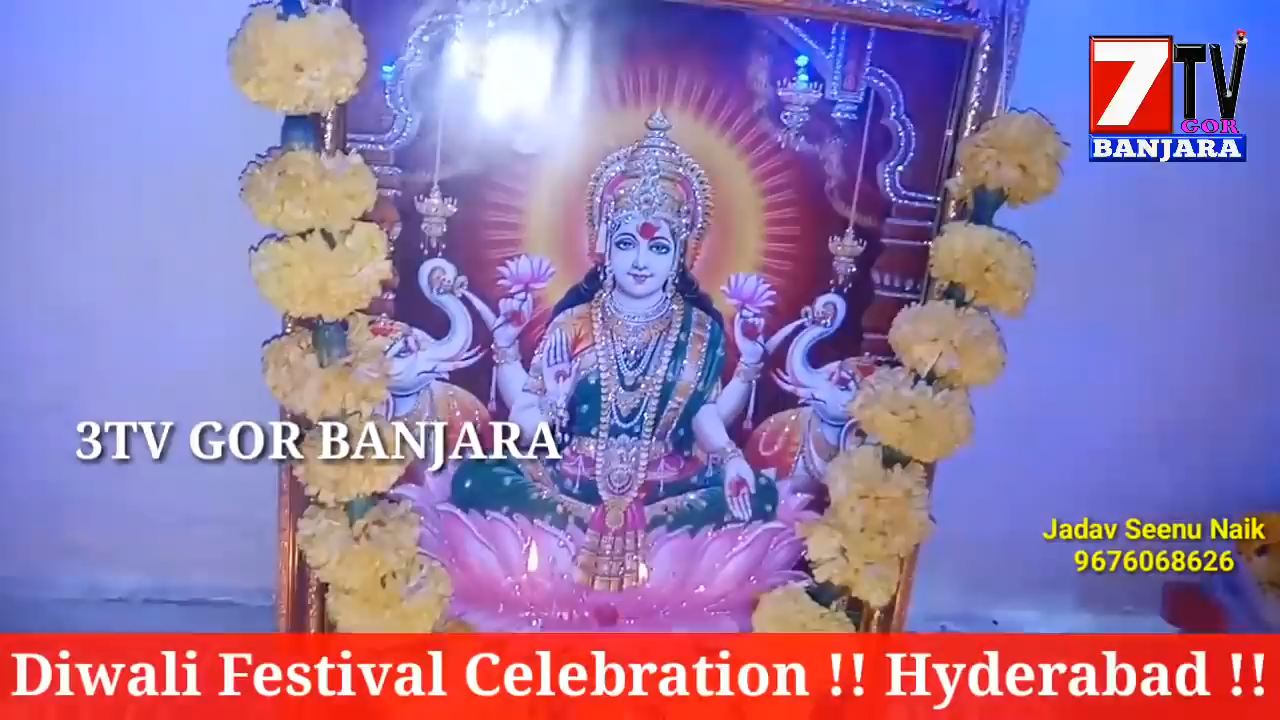 7TV
GOR
BANJARA
3TV GOR BANJARA
Jadav Seenu Naik
9676068626
Diwali Festival Celebration !! Hyderabad !!